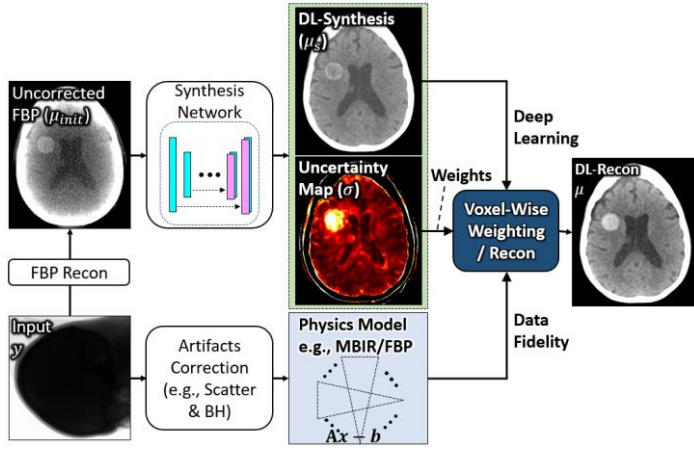 DL-Synthesis
(μₛ)
Uncorrected
FBP (μᵢₙᵢₜ)
Synthesis
Network
Deep
Learning
Uncertainty
Map (σ)
Weights
DL-Recon
μ
Voxel-Wise
Weighting
/ Recon
FBP Recon
Input
y
Artifacts
Correction
(e.g., Scatter
& BH)
Physics Model
e.g., MBIR/FBP
Ax − b
Data
Fidelity